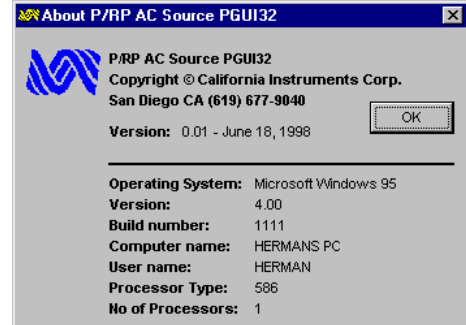 About P/RP AC Source PGUI32
P/RP AC Source PGUI32
Copyright © California Instruments Corp.
San Diego CA (619) 677-9040
OK
Version: 0.01 - June 18, 1998
Operating System: Microsoft Windows 95
Version: 4.00
Build number: 1111
Computer name: HERMANS PC
User name: HERMAN
Processor Type: 586
No of Processors: 1